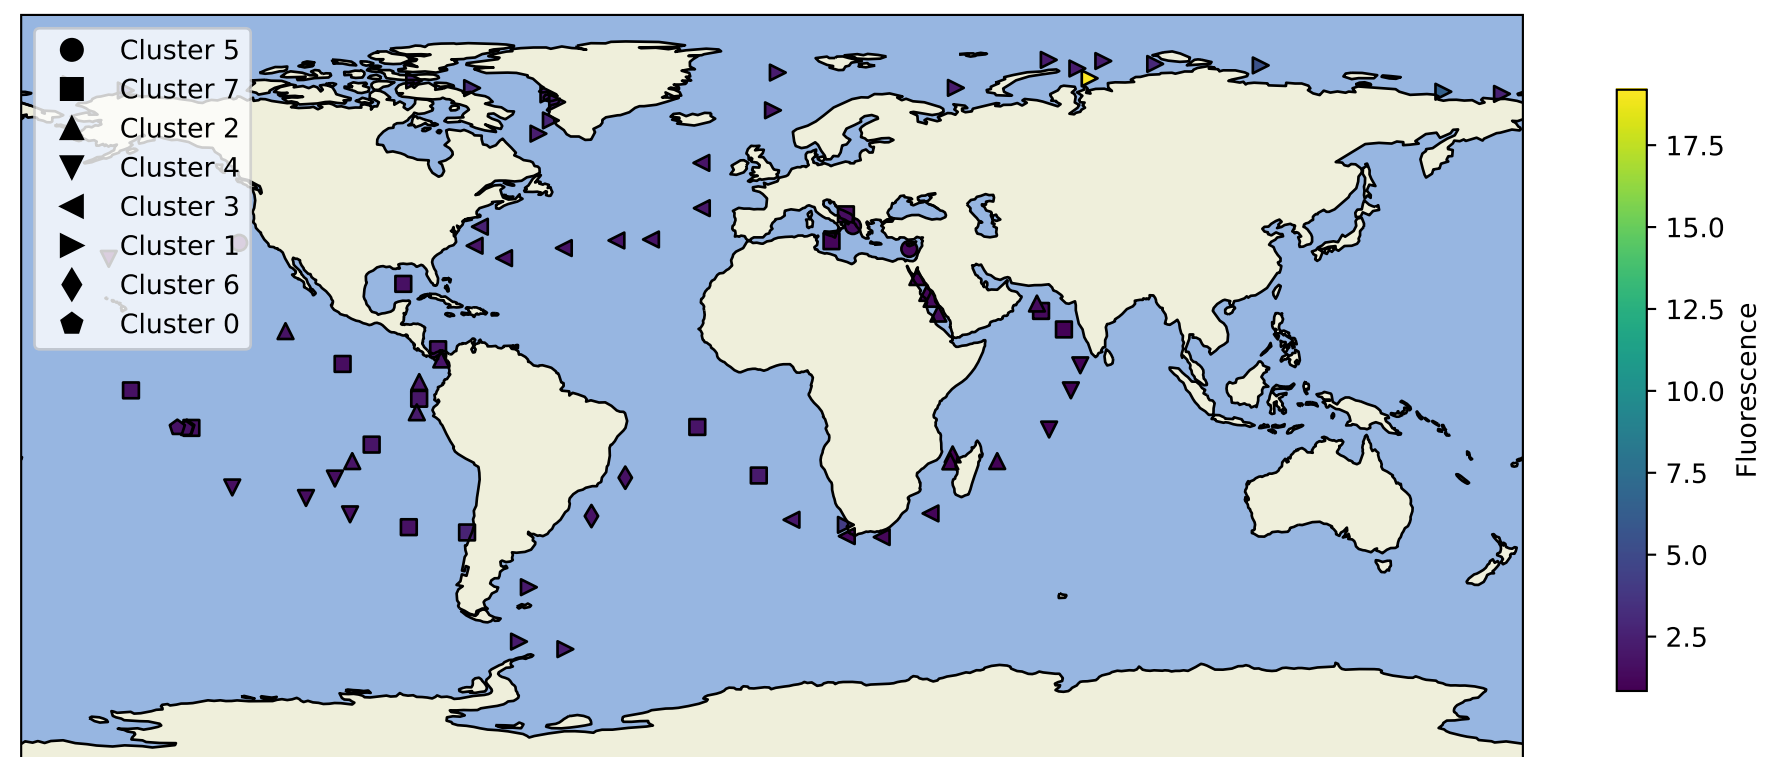 Cluster 5
Cluster 7
Cluster 2
Cluster 4
Cluster 3
Cluster 1
Cluster 6
Cluster 0
17.5
15.0
12.5
10.0
7.5
5.0
2.5
Fluorescence